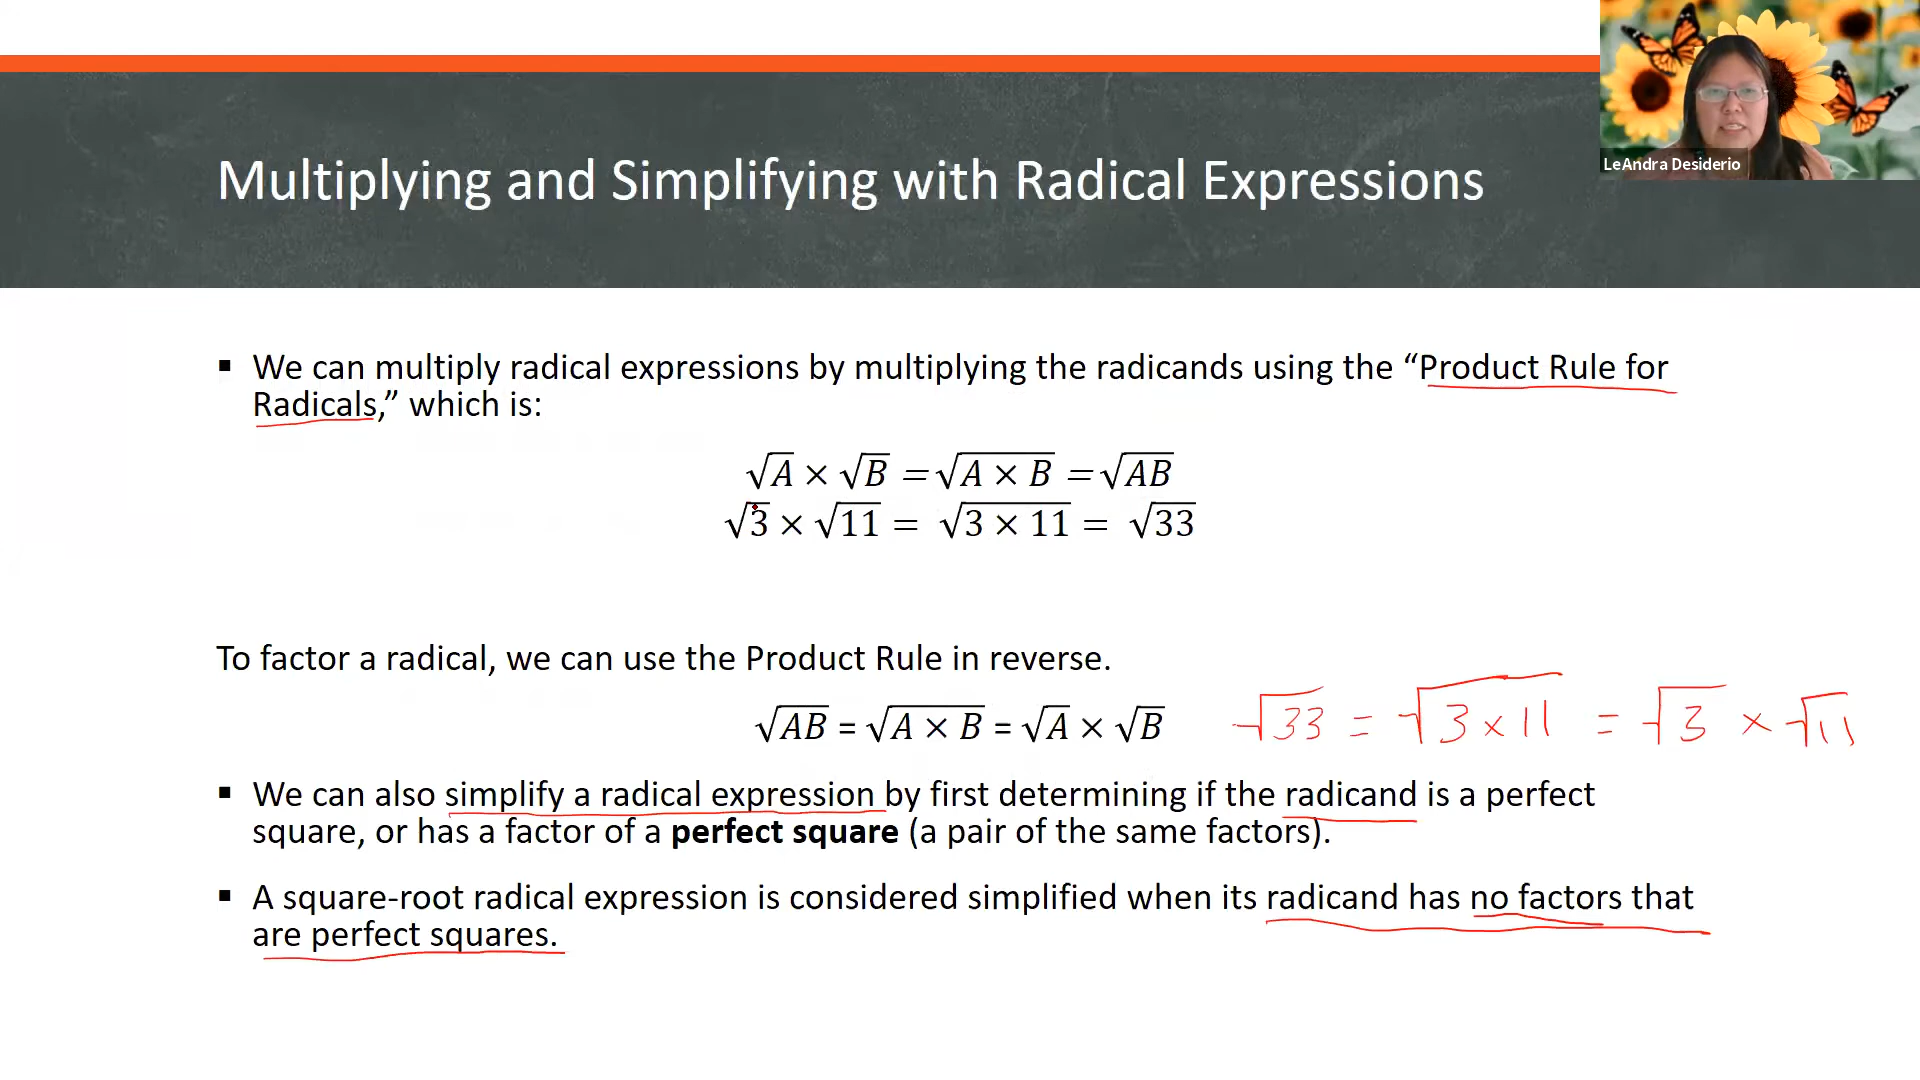 LeAndra Desiderio
Multiplying and Simplifying with Radical Expressions
▪ We can multiply radical expressions by multiplying the radicands using the “Product Rule for
Radicals,” which is:
√A × √B = √(A × B) = √(AB)
√3 × √11 = √(3 × 11) = √33
To factor a radical, we can use the Product Rule in reverse.
√(AB) = √(A × B) = √A × √B √33 = √(3 × 11) = √3 × √11
▪ We can also simplify a radical expression by first determining if the radicand is a perfect
square, or has a factor of a perfect square (a pair of the same factors).
▪ A square-root radical expression is considered simplified when its radicand has no factors that
are perfect squares.